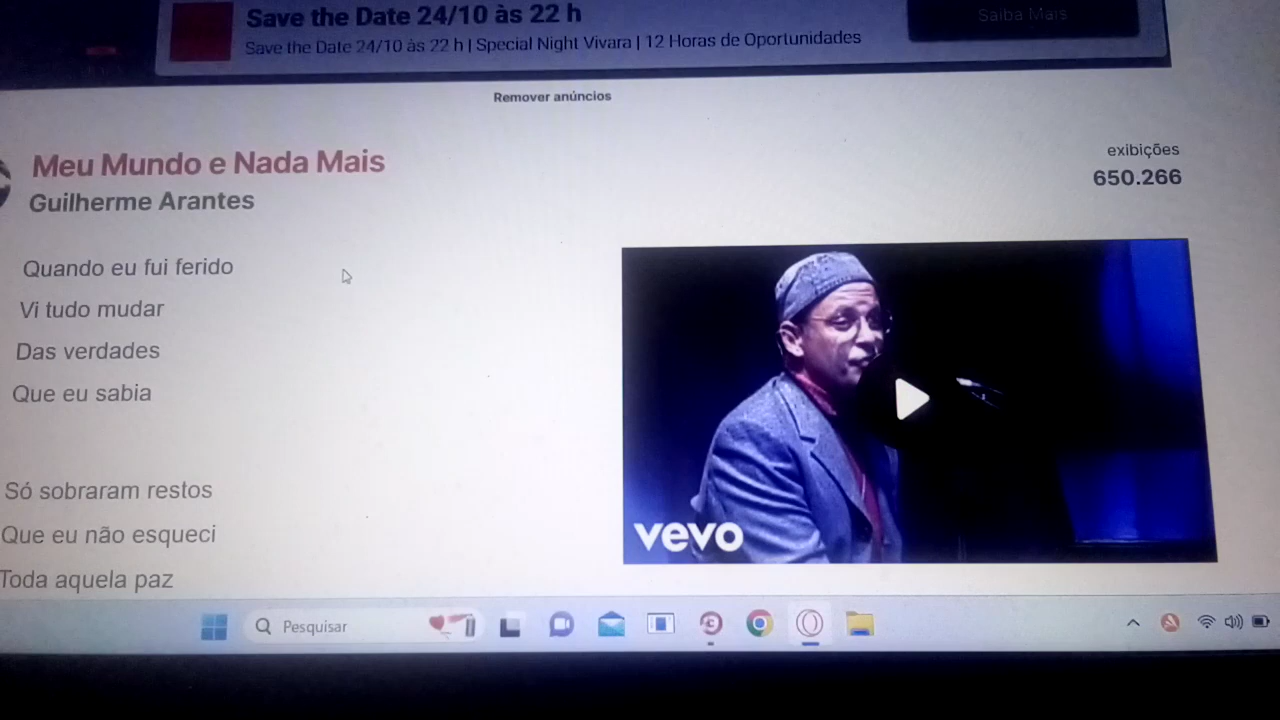 Save the Date 24/10 às 22 h
Save the Date 24/10 às 22 h | Special Night Vivara | 12 Horas de Oportunidades
Saiba Mais
Remover anúncios
Meu Mundo e Nada Mais
Guilherme Arantes
exibições
650.266
Quando eu fui ferido
Vi tudo mudar
Das verdades
Que eu sabia
Só sobraram restos
Que eu não esqueci
Toda aquela paz
vevo
Pesquisar